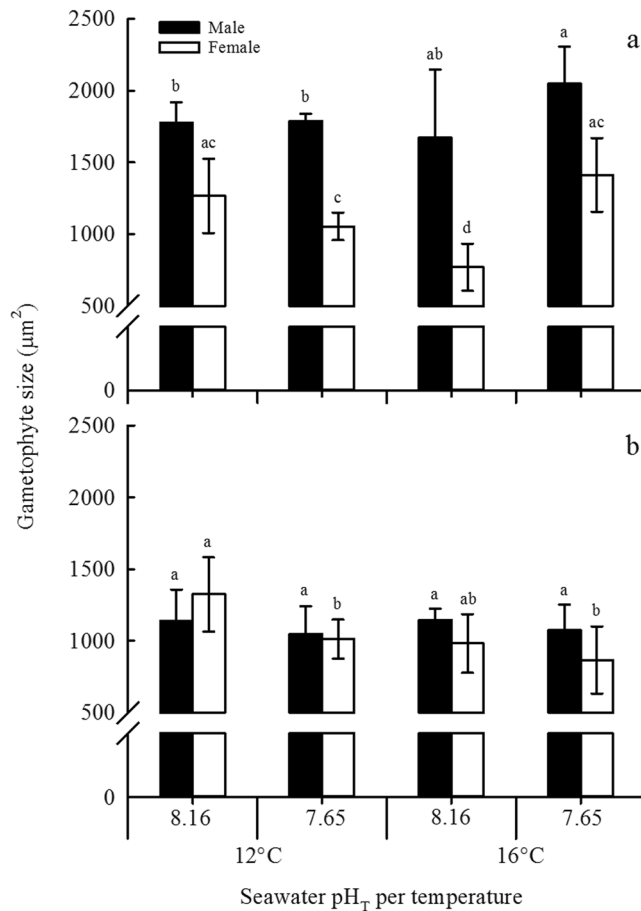 Male
Female
a
2500
2000
1500
1000
500
0
b
ac
b
c
ab
d
a
ac
Gametophyte size (μm²)
b
2500
2000
1500
1000
500
0
a
a
a
b
a
ab
a
b
8.16
7.65
8.16
7.65
12°C
16°C
Seawater pH_T per temperature